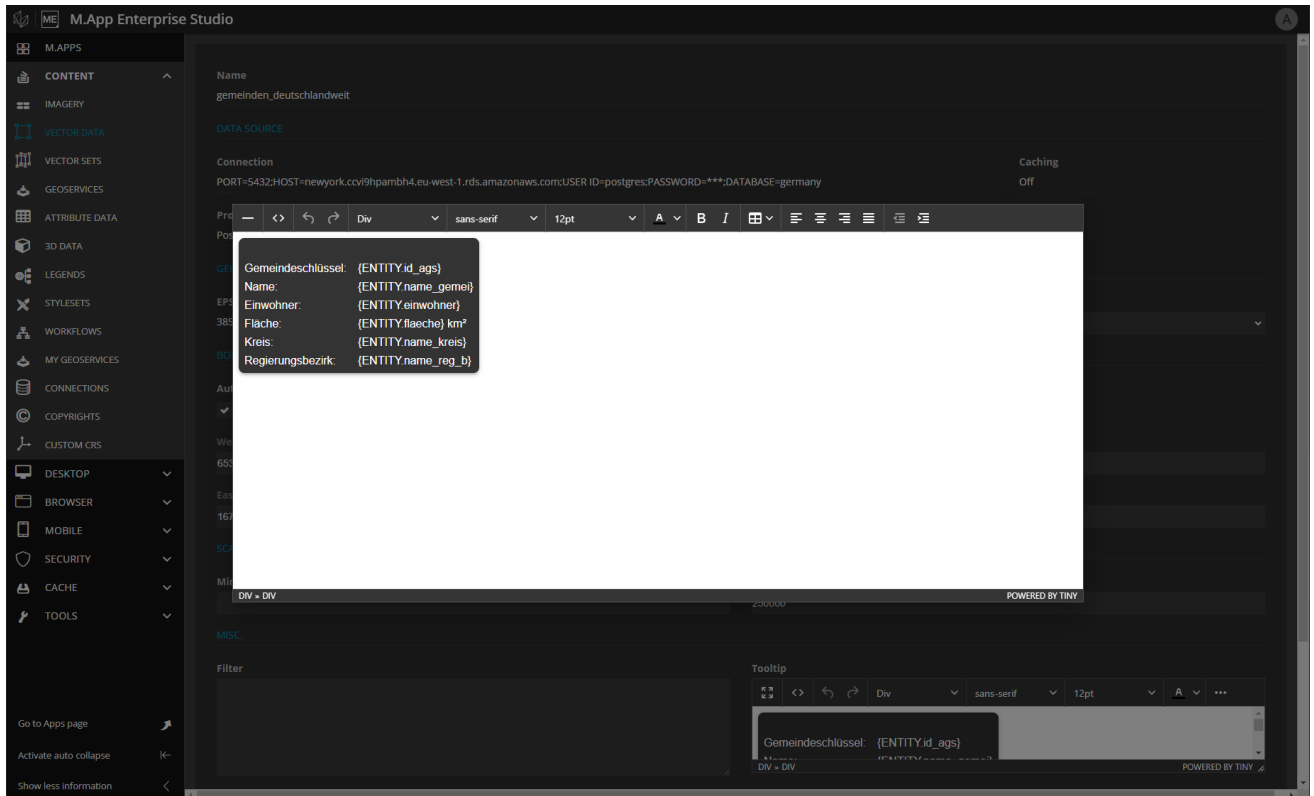 ME M.App Enterprise Studio
A
M.APPS
CONTENT
IMAGERY
VECTOR DATA
VECTOR SETS
GEOSERVICES
ATTRIBUTE DATA
3D DATA
LEGENDS
STYLESETS
WORKFLOWS
MY GEOSERVICES
CONNECTIONS
COPYRIGHTS
CUSTOM CRS
DESKTOP
BROWSER
MOBILE
SECURITY
CACHE
TOOLS
Go to Apps page
Activate auto collapse
Show less information
Name
gemeinden_deutschlandweit
DATA SOURCE
Connection
Caching
PORT=5432;HOST=newyork.ccvi9hpambh4.eu-west-1.rds.amazonaws.com;USER ID=postgres;PASSWORD=***;DATABASE=germany
Off
Div sans-serif 12pt A B I
Gemeindeschlüssel: {ENTITY.id_ags}
Name: {ENTITY.name_gemei}
Einwohner: {ENTITY.einwohner}
Fläche: {ENTITY.flaeche} km²
Kreis: {ENTITY.name_kreis}
Regierungsbezirk: {ENTITY.name_reg_b}
DIV » DIV POWERED BY TINY
250000
MISC.
Filter
Tooltip
Div sans-serif 12pt A
Gemeindeschlüssel: {ENTITY.id_ags}
DIV » DIV POWERED BY TINY